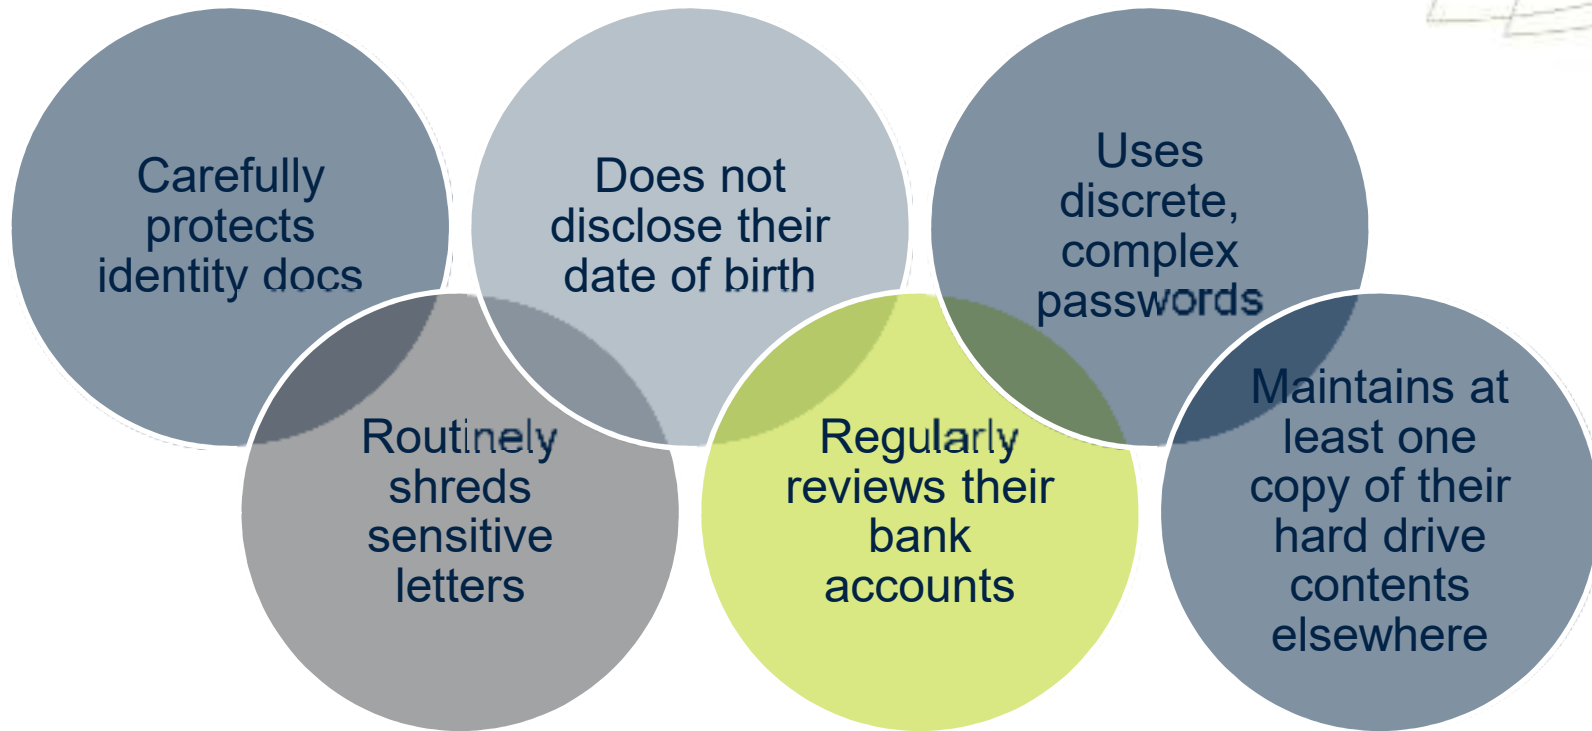 Carefully
protects
identity docs
Routinely
shreds
sensitive
letters
Does not
disclose their
date of birth
Regularly
reviews their
bank
accounts
Uses
discrete,
complex
passwords
Maintains at
least one
copy of their
hard drive
contents
elsewhere